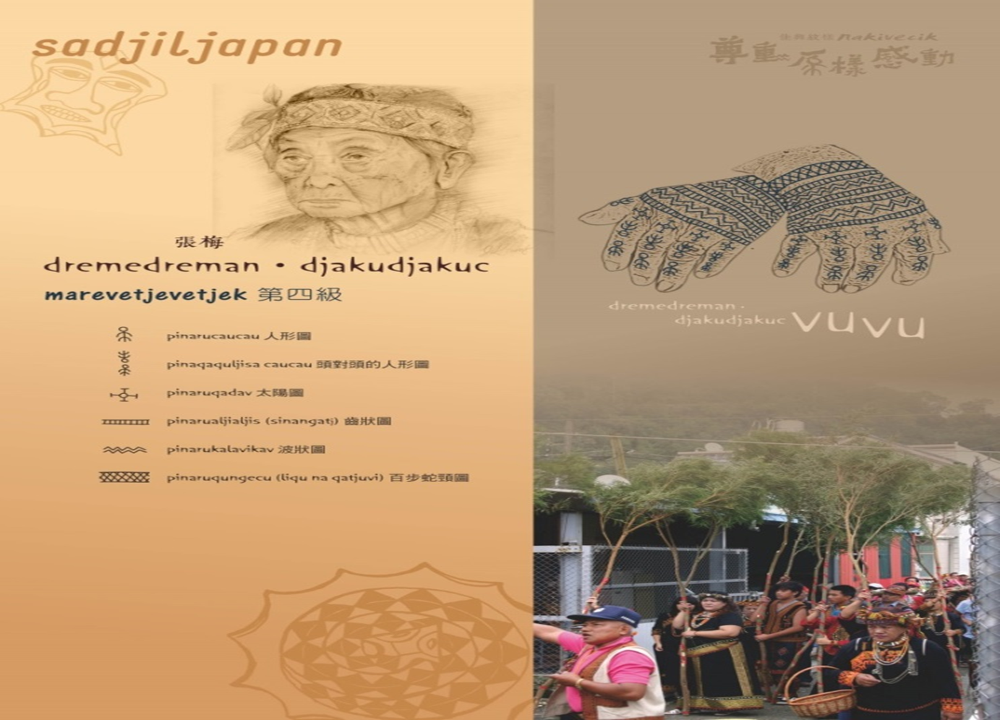 sadjiljapan
張梅
dremedreman • djakudjakuc
marevetjevetjek 第四級
pinarucaucau 人形圖
pinaqaquljisa caucau 頭對頭的人形圖
pinaruqadav 太陽圖
pinarualjialjis (sinangatj) 齒狀圖
pinarukalavikav 波狀圖
pinaruqungecu (liqu na qatjuvi) 百步蛇頸圖
nakivecik
尊重原樣感動
dremedreman •
djakudjakuc vuvu